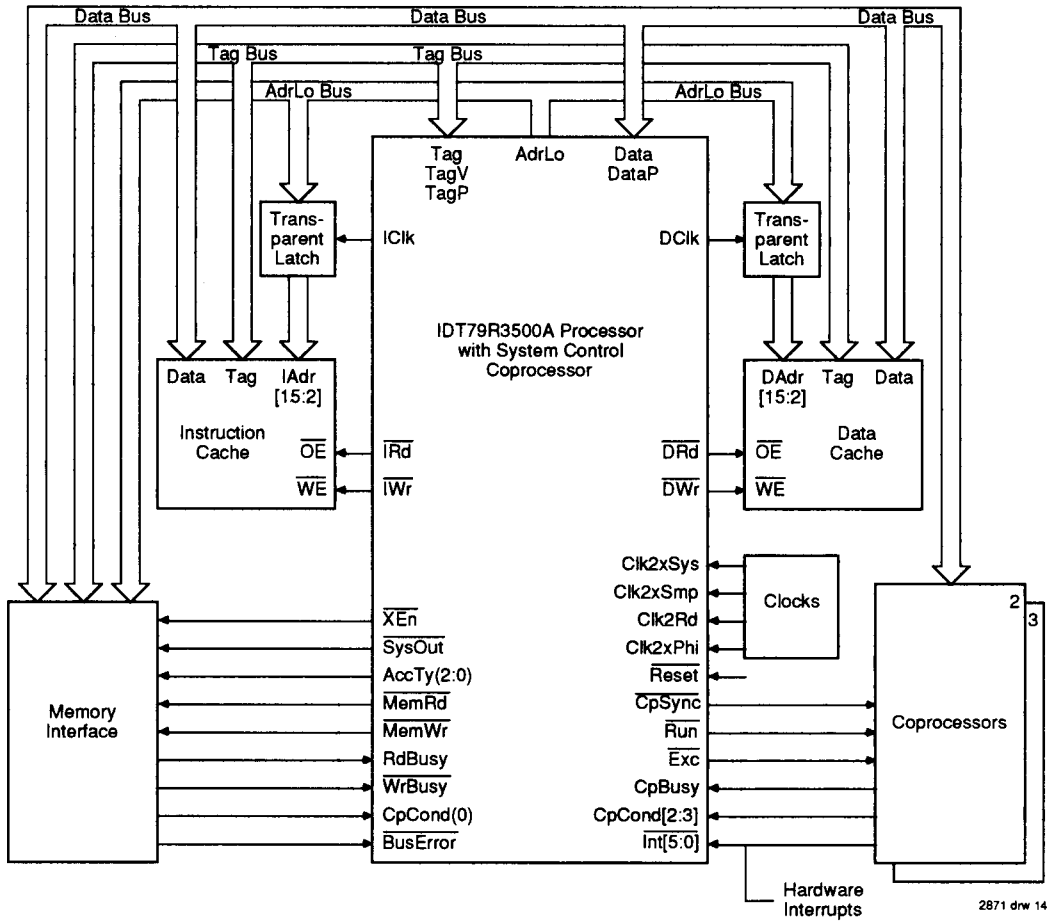 Data Bus
Data Bus
Data Bus
Tag Bus
Tag Bus
AdrLo Bus
AdrLo Bus
Tag
TagV
TagP
AdrLo
Data
DataP
Trans-
parent
Latch
IClk
DClk
Trans-
parent
Latch
IDT79R3500A Processor
with System Control
Coprocessor
Data
Tag
IAdr
[15:2]
Instruction
Cache
OE
WE
IRd
IWr
DRd
DWr
DAdr
[15:2]
Tag
Data
Data
Cache
OE
WE
Clk2xSys
Clk2xSmp
Clk2Rd
Clk2xPhi
Clocks
Reset
CpSync
Run
Exc
CpBusy
CpCond[2:3]
Int[5:0]
Memory
Interface
XEn
SysOut
AccTy(2:0)
MemRd
MemWr
RdBusy
WrBusy
CpCond(0)
BusError
2
3
Coprocessors
Hardware
Interrupts
2871 drw 14